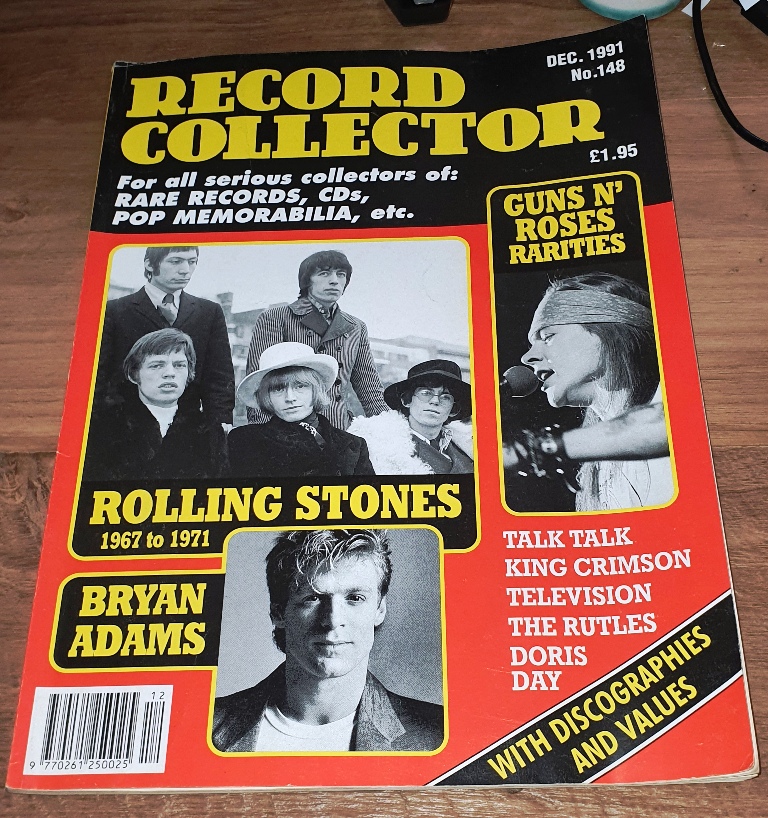 RECORD
COLLECTOR
DEC. 1991
No.148
£1.95
For all serious collectors of:
RARE RECORDS, CDs,
POP MEMORABILIA, etc.
GUNS N'
ROSES
RARITIES
ROLLING STONES
1967 to 1971
BRYAN
ADAMS
TALK TALK
KING CRIMSON
TELEVISION
THE RUTLES
DORIS
DAY
WITH DISCOGRAPHIES
AND VALUES
12
9 770261 250025